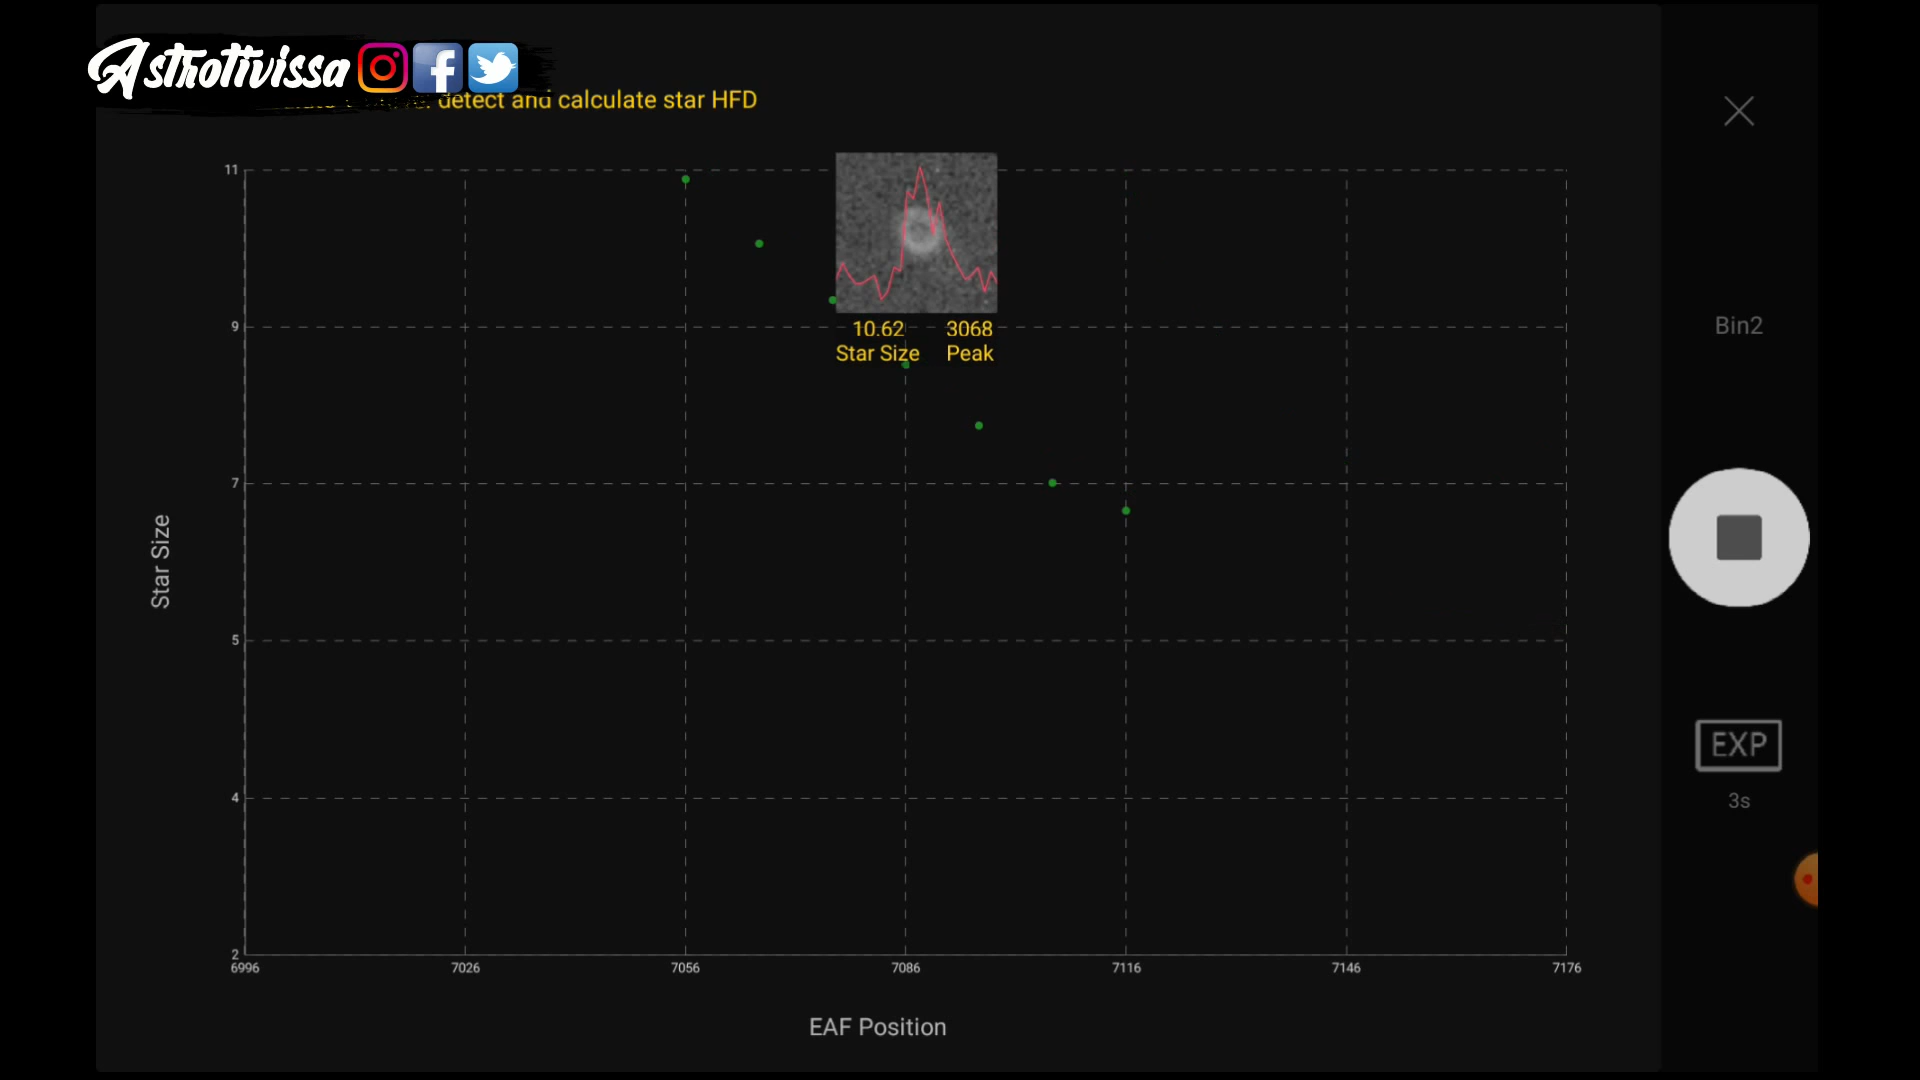 Astrotivissa
detect and calculate star HFD
11
9
7
5
4
2
10.62 3068
Star Size Peak
Star Size
6996 7026 7056 7086 7116 7146 7176
EAF Position
Bin2
EXP
3s